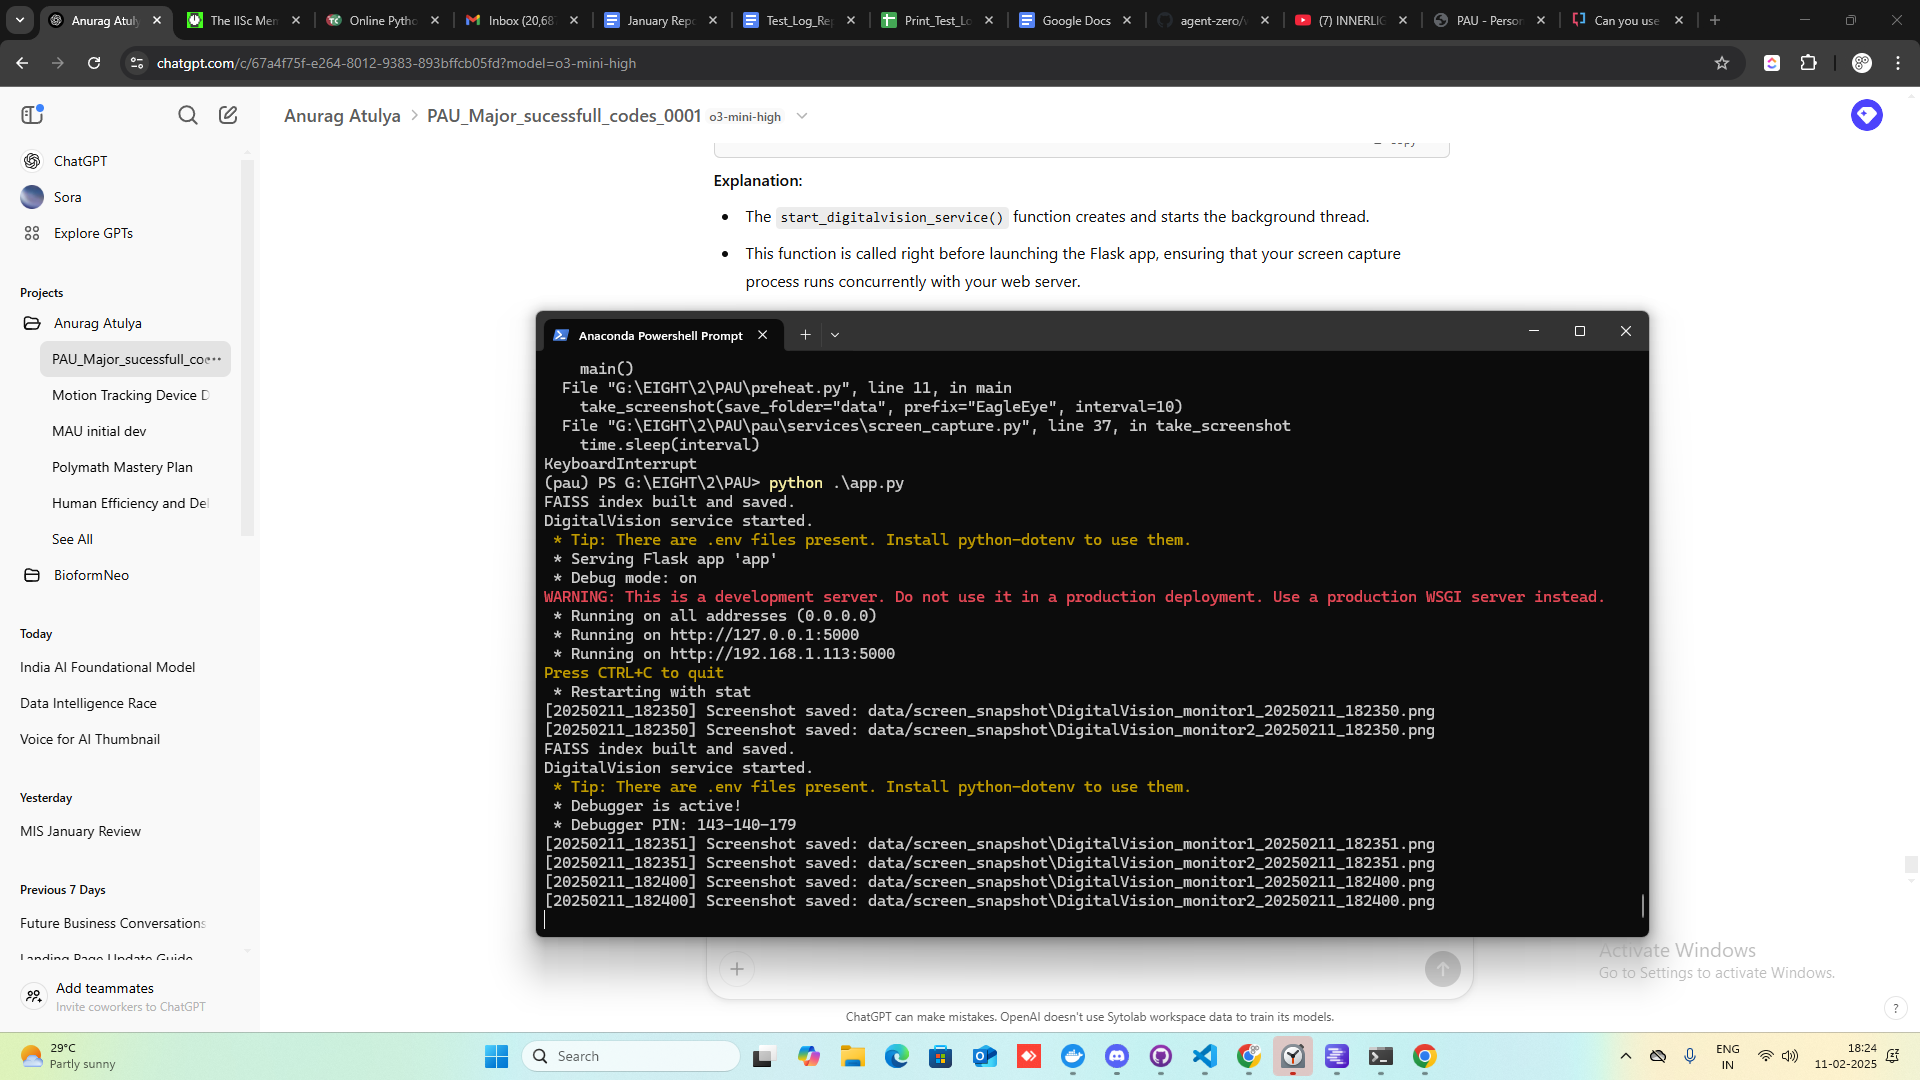 Anurag Atuly
The IISc Men
Online Pytho
Inbox (20,68
January Repo
Test_Log_Rep
Print_Test_Lo
Google Docs
agent-zero/w
(7) INNERLIG
PAU - Person
Can you use
chatgpt.com/c/67a4f75f-e264-8012-9383-893bffcb05fd?model=o3-mini-high
Anurag Atulya > PAU_Major_sucessfull_codes_0001 o3-mini-high
ChatGPT
Sora
Explore GPTs
Projects
Anurag Atulya
PAU_Major_sucessfull_co
Motion Tracking Device D
MAU initial dev
Polymath Mastery Plan
Human Efficiency and Del
See All
BioformNeo
Today
India AI Foundational Model
Data Intelligence Race
Voice for AI Thumbnail
Yesterday
MIS January Review
Previous 7 Days
Future Business Conversations
Landing Page Update Guide
Add teammates
Invite coworkers to ChatGPT
Copy
Explanation:
• The start_digitalvision_service() function creates and starts the background thread.
• This function is called right before launching the Flask app, ensuring that your screen capture
process runs concurrently with your web server.
Anaconda Powershell Prompt
main()
File "G:\EIGHT\2\PAU\preheat.py", line 11, in main
take_screenshot(save_folder="data", prefix="EagleEye", interval=10)
File "G:\EIGHT\2\PAU\pau\services\screen_capture.py", line 37, in take_screenshot
time.sleep(interval)
KeyboardInterrupt
(pau) PS G:\EIGHT\2\PAU> python .\app.py
FAISS index built and saved.
DigitalVision service started.
* Tip: There are .env files present. Install python-dotenv to use them.
* Serving Flask app 'app'
* Debug mode: on
WARNING: This is a development server. Do not use it in a production deployment. Use a production WSGI server instead.
* Running on all addresses (0.0.0.0)
* Running on http://127.0.0.1:5000
* Running on http://192.168.1.113:5000
Press CTRL+C to quit
* Restarting with stat
[20250211_182350] Screenshot saved: data/screen_snapshot\DigitalVision_monitor1_20250211_182350.png
[20250211_182350] Screenshot saved: data/screen_snapshot\DigitalVision_monitor2_20250211_182350.png
FAISS index built and saved.
DigitalVision service started.
* Tip: There are .env files present. Install python-dotenv to use them.
* Debugger is active!
* Debugger PIN: 143-140-179
[20250211_182351] Screenshot saved: data/screen_snapshot\DigitalVision_monitor1_20250211_182351.png
[20250211_182351] Screenshot saved: data/screen_snapshot\DigitalVision_monitor2_20250211_182351.png
[20250211_182400] Screenshot saved: data/screen_snapshot\DigitalVision_monitor1_20250211_182400.png
[20250211_182400] Screenshot saved: data/screen_snapshot\DigitalVision_monitor2_20250211_182400.png
Activate Windows
Go to Settings to activate Windows.
ChatGPT can make mistakes. OpenAI doesn't use Sytolab workspace data to train its models.
?
29°C
Partly sunny
Search
ENG
IN
18:24
11-02-2025